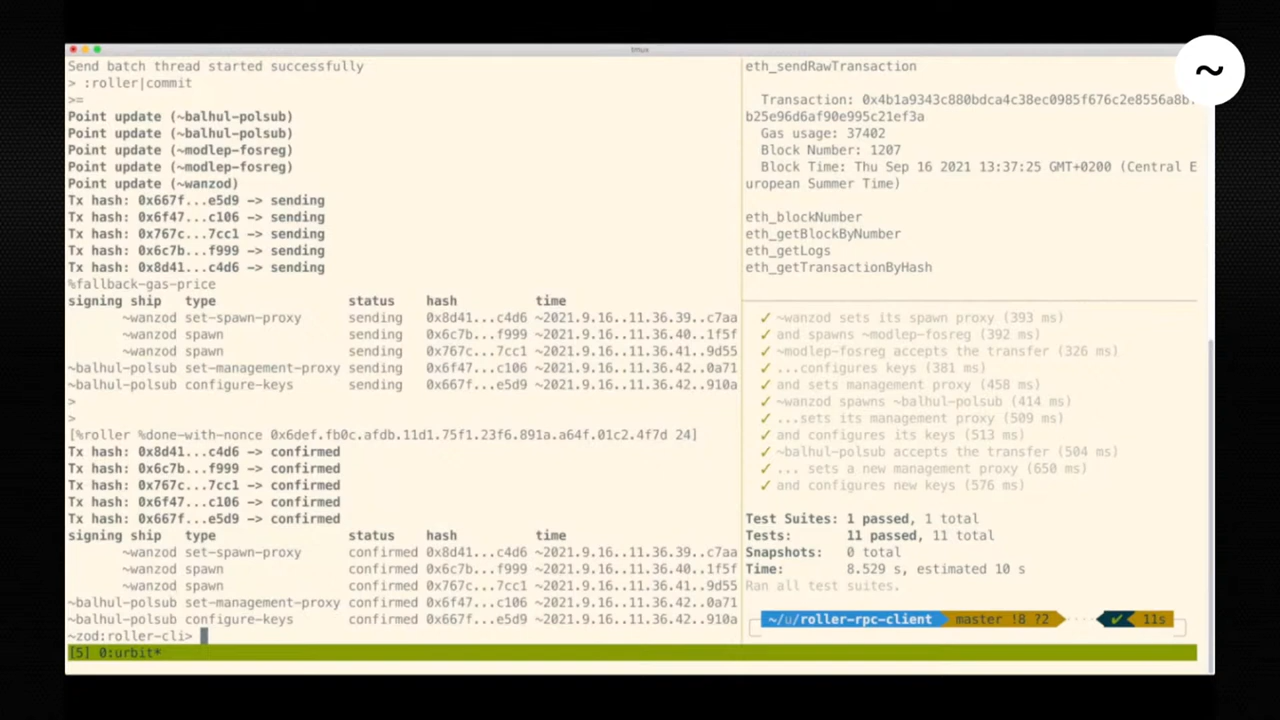 tmux
~
Send batch thread started successfully
> :roller|commit
>=
Point update (~balhul-polsub)
Point update (~balhul-polsub)
Point update (~modlep-fosreg)
Point update (~modlep-fosreg)
Point update (~wanzod)
Tx hash: 0x667f...e5d9 -> sending
Tx hash: 0x6f47...c106 -> sending
Tx hash: 0x767c...7cc1 -> sending
Tx hash: 0x6c7b...f999 -> sending
Tx hash: 0x8d41...c4d6 -> sending
%fallback-gas-price
signing ship type status hash time
~wanzod set-spawn-proxy sending 0x8d41...c4d6 ~2021.9.16..11.36.39..c7aa
~wanzod spawn sending 0x6c7b...f999 ~2021.9.16..11.36.40..1f5f
~wanzod spawn sending 0x767c...7cc1 ~2021.9.16..11.36.41..9d55
~balhul-polsub set-management-proxy sending 0x6f47...c106 ~2021.9.16..11.36.42..0a71
~balhul-polsub configure-keys sending 0x667f...e5d9 ~2021.9.16..11.36.42..910a
>
>
[%roller %done-with-nonce 0x6def.fb0c.afdb.11d1.75f1.23f6.891a.a64f.01c2.4f7d 24]
Tx hash: 0x8d41...c4d6 -> confirmed
Tx hash: 0x6c7b...f999 -> confirmed
Tx hash: 0x767c...7cc1 -> confirmed
Tx hash: 0x6f47...c106 -> confirmed
Tx hash: 0x667f...e5d9 -> confirmed
signing ship type status hash time
~wanzod set-spawn-proxy confirmed 0x8d41...c4d6 ~2021.9.16..11.36.39..c7aa
~wanzod spawn confirmed 0x6c7b...f999 ~2021.9.16..11.36.40..1f5f
~wanzod spawn confirmed 0x767c...7cc1 ~2021.9.16..11.36.41..9d55
~balhul-polsub set-management-proxy confirmed 0x6f47...c106 ~2021.9.16..11.36.42..0a71
~balhul-polsub configure-keys confirmed 0x667f...e5d9 ~2021.9.16..11.36.42..910a
~zod:roller-cli>
eth_sendRawTransaction
Transaction: 0x4b1a9343c880bdca4c38ec0985f676c2e8556a8b
b25e96d6af90e995c21ef3a
Gas usage: 37402
Block Number: 1207
Block Time: Thu Sep 16 2021 13:37:25 GMT+0200 (Central E
uropean Summer Time)
eth_blockNumber
eth_getBlockByNumber
eth_getLogs
eth_getTransactionByHash
✓ ~wanzod sets its spawn proxy (393 ms)
✓ and spawns ~modlep-fosreg (392 ms)
✓ ~modlep-fosreg accepts the transfer (326 ms)
✓ ...configures keys (381 ms)
✓ and sets management proxy (458 ms)
✓ ~wanzod spawns ~balhul-polsub (414 ms)
✓ ...sets its management proxy (509 ms)
✓ and configures its keys (513 ms)
✓ ~balhul-polsub accepts the transfer (504 ms)
✓ ... sets a new management proxy (650 ms)
✓ and configures new keys (576 ms)
Test Suites: 1 passed, 1 total
Tests: 11 passed, 11 total
Snapshots: 0 total
Time: 8.529 s, estimated 10 s
Ran all test suites.
~/u/roller-rpc-client master !8 ?2 ···· ✓ 11s
[5] 0:urbit*